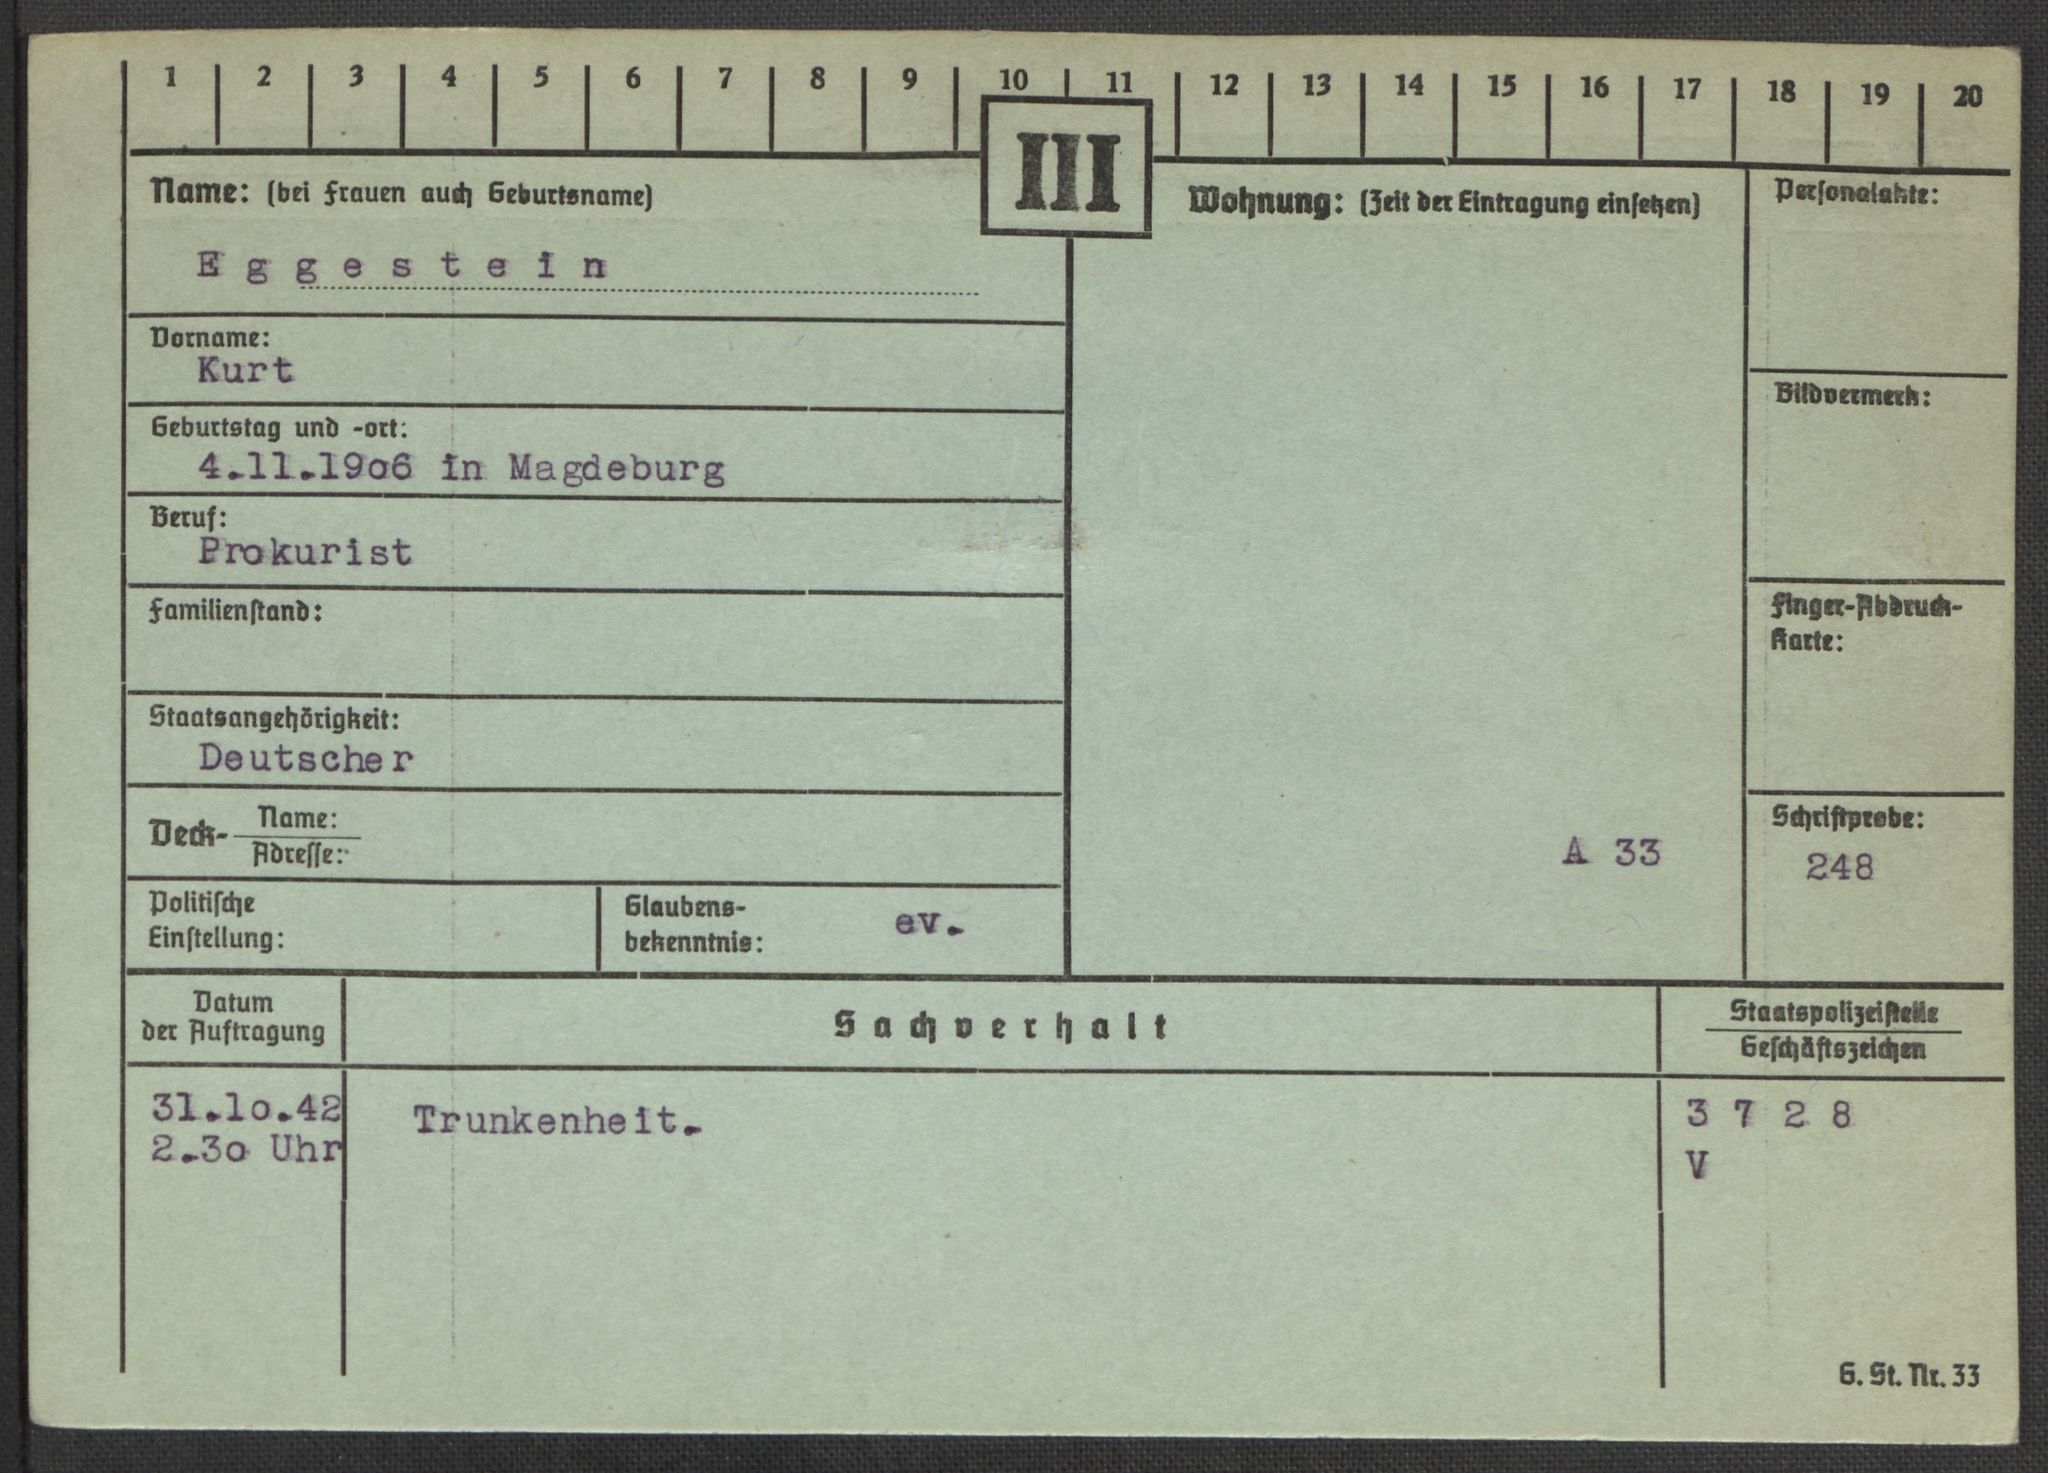 1 2 3 4 5 6 7 8 9 10 11 12 13 14 15 16 17 18 19 20
III
Name: (bei Frauen auch Geburtsname)
E g g e s t e i n
Vorname:
Kurt
Geburtstag und -ort:
4.11.19o6 in Magdeburg
Beruf:
Prokurist
Familienstand:
Staatsangehörigkeit:
Deutscher
Deck- Name:
Adresse:
Politische
Einstellung:
Glaubens-
bekenntnis:
ev.
Wohnung: (Zeit der Eintragung einsetzen)
A 33
Personalakte:
Bildvermerk:
Finger-Abdruck-
Karte:
Schriftprobe:
248
Datum
der Auftragung
Sachverhalt
Staatspolizeistelle
Geschäftszeichen
31.1o.42
2.3o Uhr
Trunkenheit.
3 7 2 8
V
G. St. Nr. 33